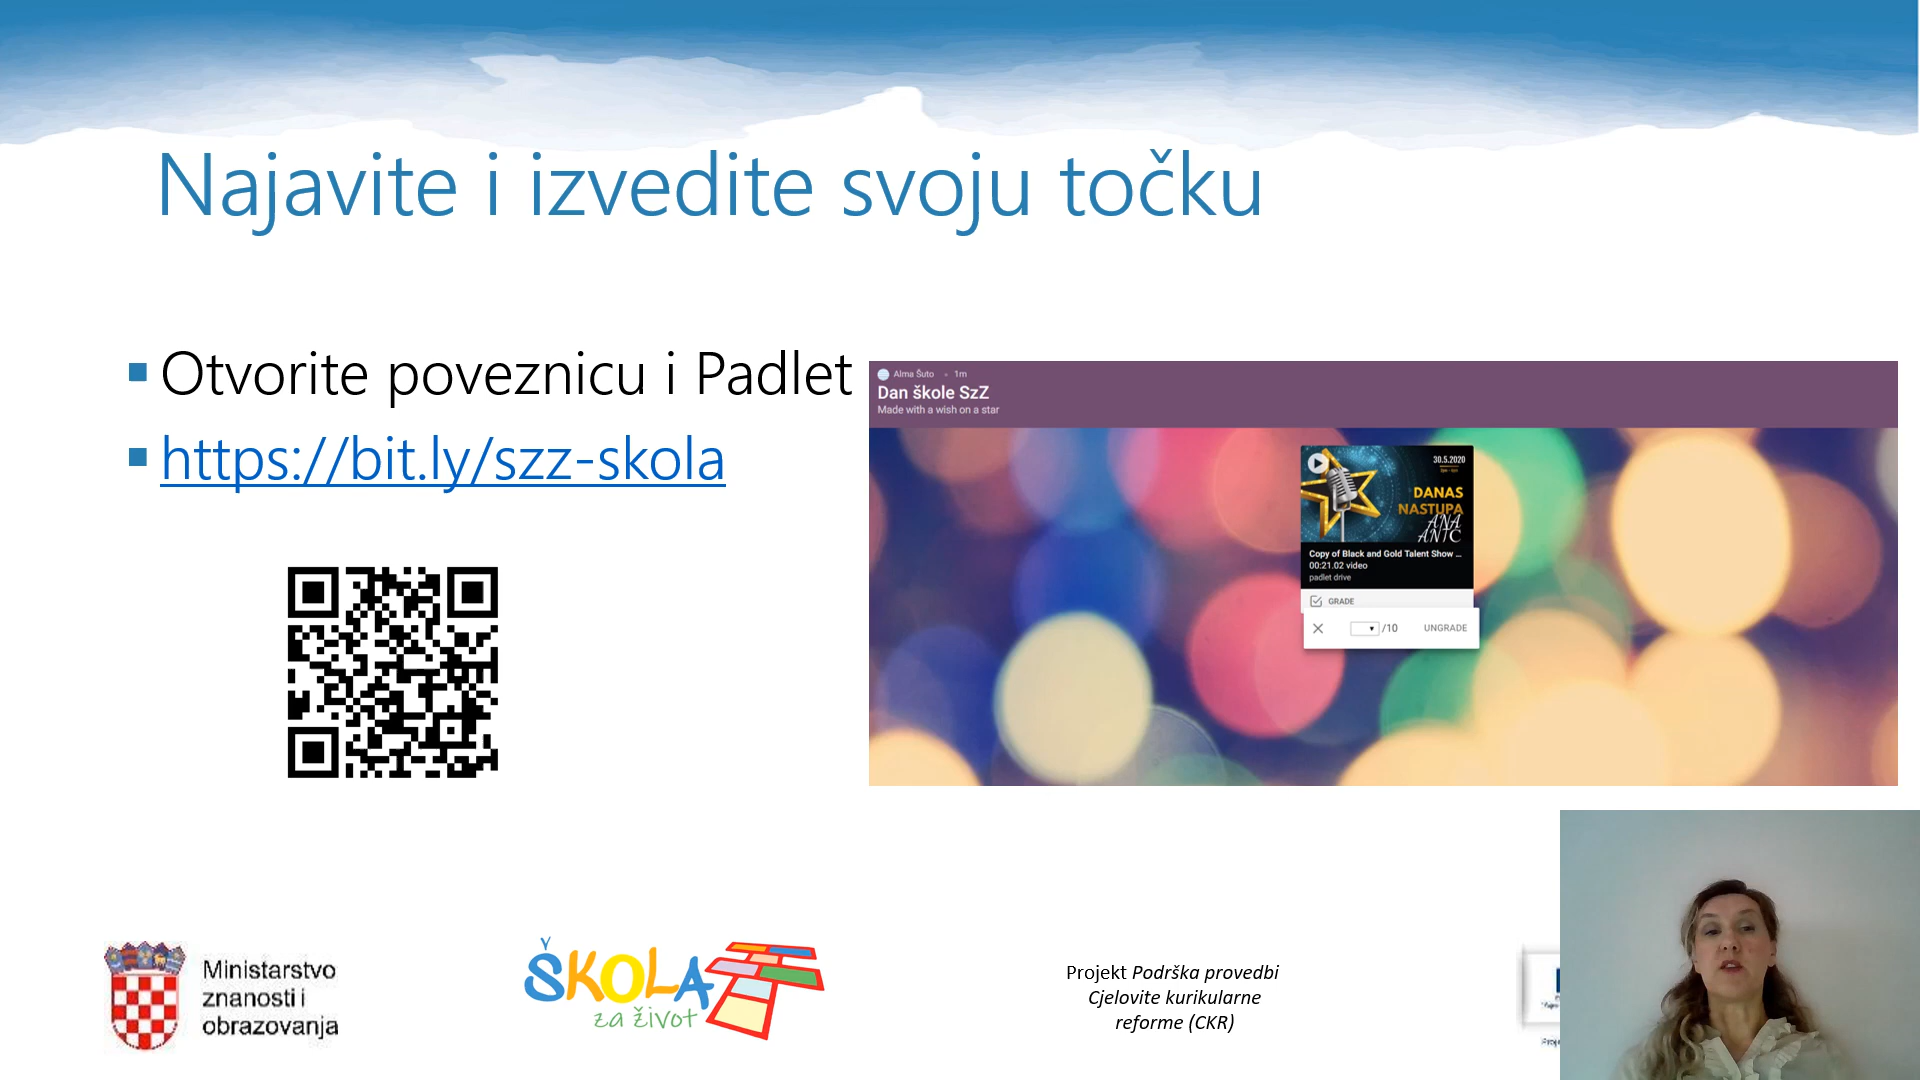 Najavite i izvedite svoju točku
Otvorite poveznicu i Padlet
https://bit.ly/szz-skola
Alma Šuto • 1m
Dan škole SzZ
Made with a wish on a star
30.5.2020
DANAS
NASTUPA
ANA
ANIC
Copy of Black and Gold Talent Show ...
00:21.02 video
padlet drive
GRADE
/10 UNGRADE
Ministarstvo
znanosti i
obrazovanja
ŠKOLA
za život
Projekt Podrška provedbi
Cjelovite kurikularne
reforme (CKR)